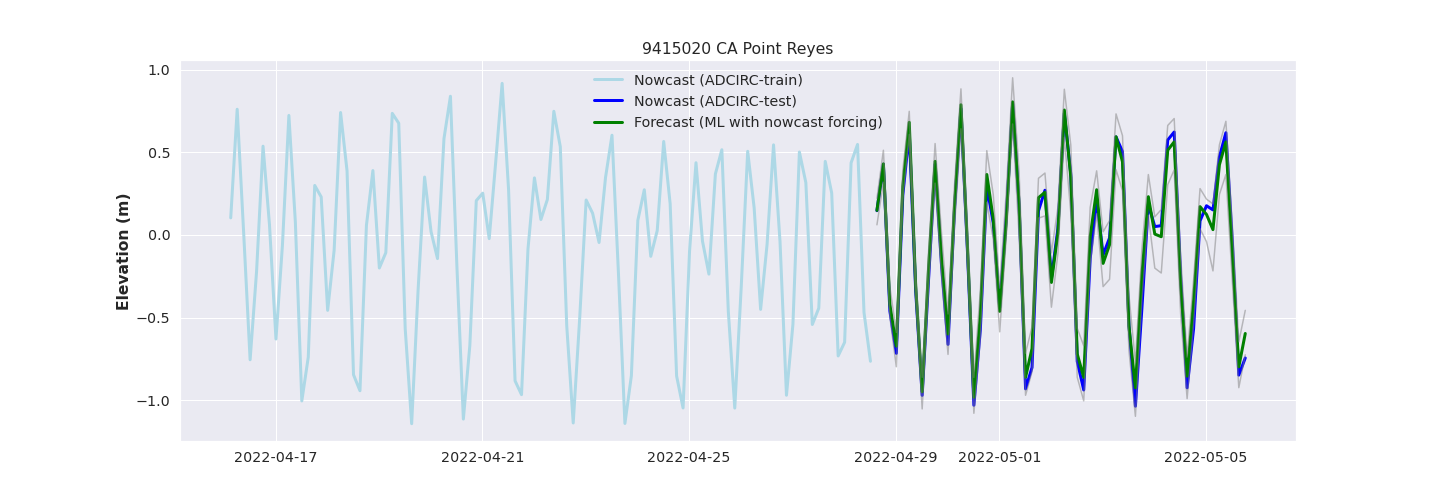 9415020 CA Point Reyes
Nowcast (ADCIRC-train)
Nowcast (ADCIRC-test)
Forecast (ML with nowcast forcing)
Elevation (m)
1.0
0.5
0.0
−0.5
−1.0
2022-04-17
2022-04-21
2022-04-25
2022-04-29
2022-05-01
2022-05-05